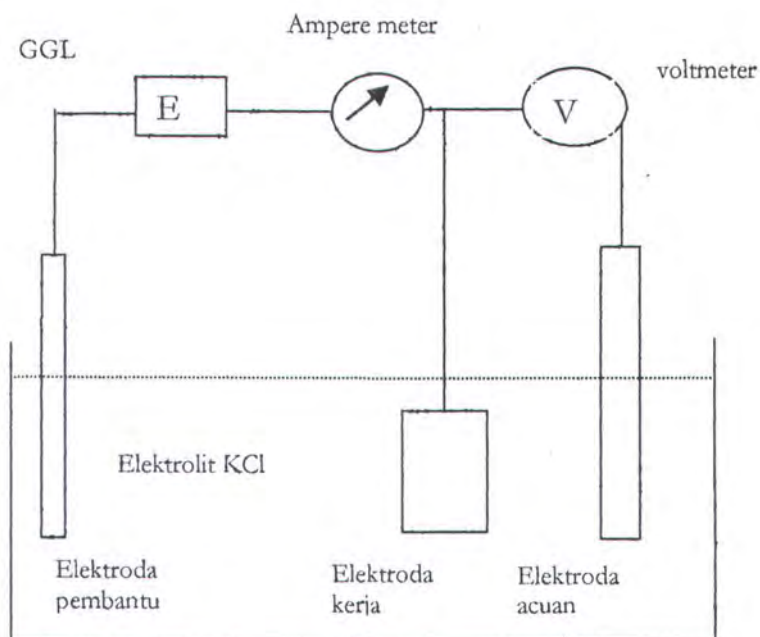 Ampere meter
GGL
voltmeter
E
V
Elektrolit KCl
Elektroda
pembantu
Elektroda
kerja
Elektroda
acuan